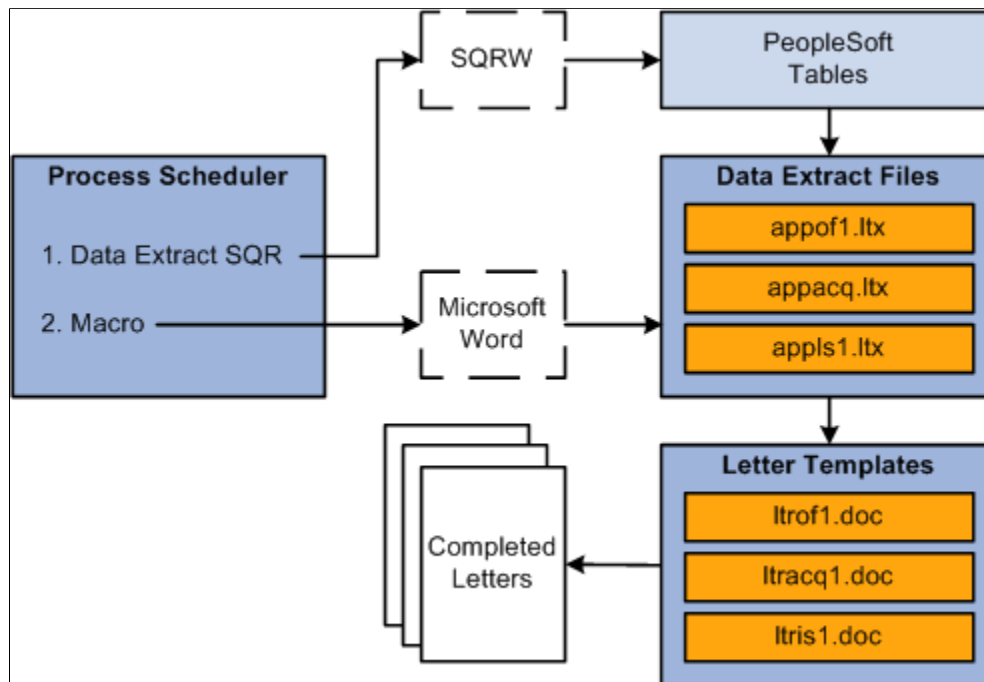 SQRW
PeopleSoft
Tables
Process Scheduler
1. Data Extract SQR
2. Macro
Microsoft
Word
Data Extract Files
appof1.ltx
appacq.ltx
appls1.ltx
Letter Templates
ltrof1.doc
ltracq1.doc
ltris1.doc
Completed
Letters